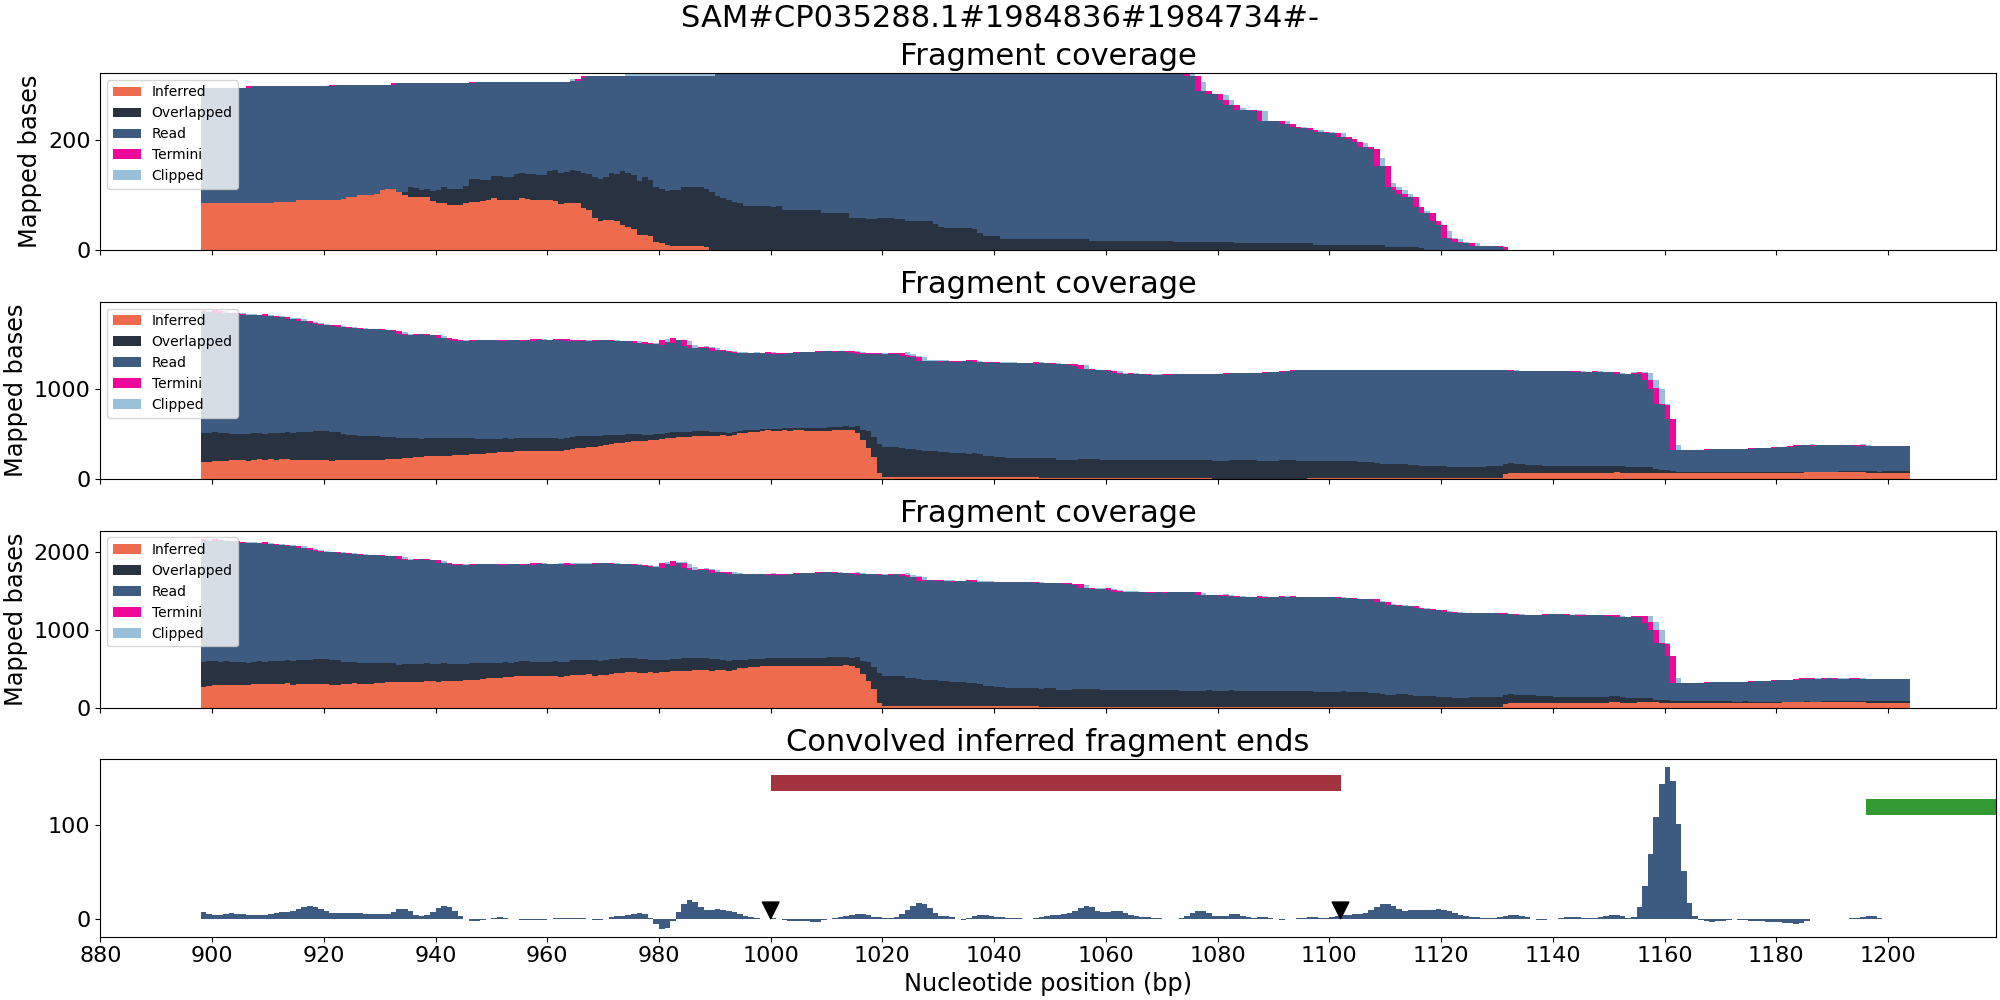 SAM#CP035288.1#1984836#1984734#-
Fragment coverage
Mapped bases
200
0
Inferred
Overlapped
Read
Termini
Clipped
Fragment coverage
Mapped bases
1000
0
Inferred
Overlapped
Read
Termini
Clipped
Fragment coverage
Mapped bases
2000
1000
0
Inferred
Overlapped
Read
Termini
Clipped
Convolved inferred fragment ends
100
0
880 900 920 940 960 980 1000 1020 1040 1060 1080 1100 1120 1140 1160 1180 1200
Nucleotide position (bp)